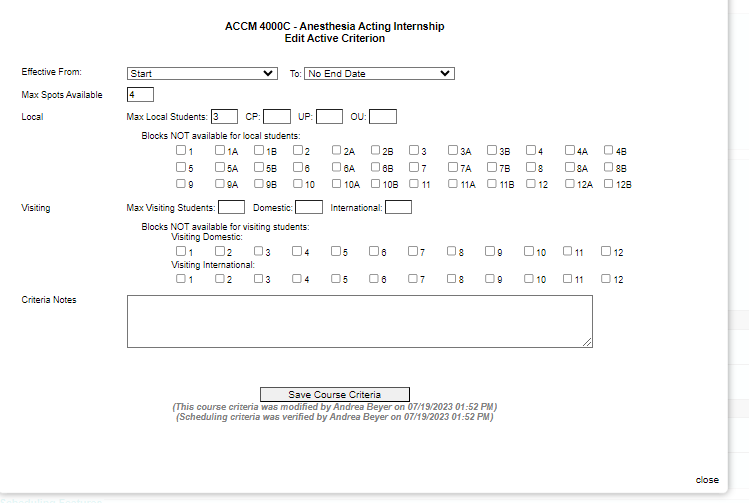 ACCM 4000C - Anesthesia Acting Internship
Edit Active Criterion
Effective From: Start To: No End Date
Max Spots Available 4
Local Max Local Students: 3 CP: UP: OU:
Blocks NOT available for local students:
1 1A 1B 2 2A 2B 3 3A 3B 4 4A 4B
5 5A 5B 6 6A 6B 7 7A 7B 8 8A 8B
9 9A 9B 10 10A 10B 11 11A 11B 12 12A 12B
Visiting Max Visiting Students: Domestic: International:
Blocks NOT available for visiting students:
Visiting Domestic:
1 2 3 4 5 6 7 8 9 10 11 12
Visiting International:
1 2 3 4 5 6 7 8 9 10 11 12
Criteria Notes
Save Course Criteria
(This course criteria was modified by Andrea Beyer on 07/19/2023 01:52 PM)
(Scheduling criteria was verified by Andrea Beyer on 07/19/2023 01:52 PM)
close